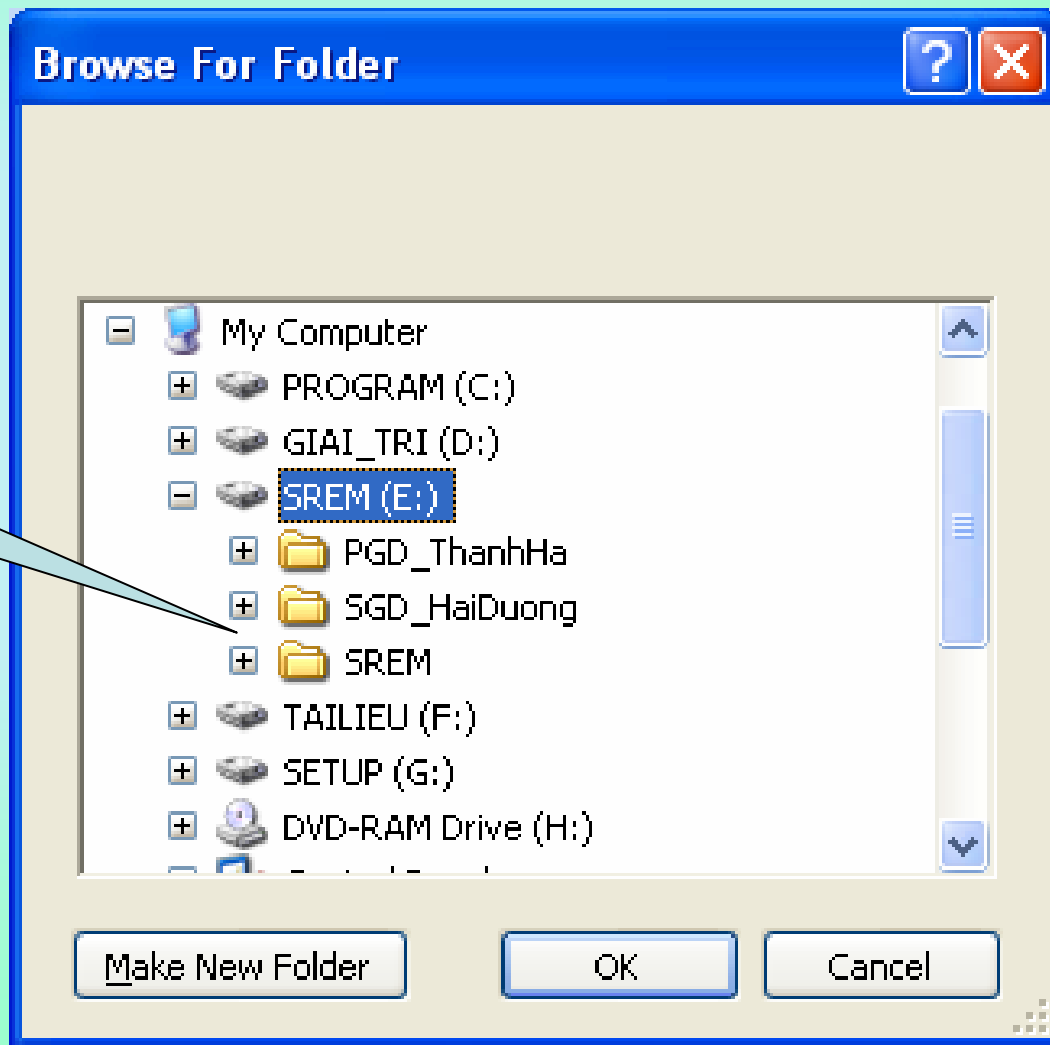 Browse For Folder
My Computer
PROGRAM (C:)
GIAI_TRI (D:)
SREM (E:)
PGD_ThanhHa
SGD_HaiDuong
SREM
TAILIEU (F:)
SETUP (G:)
DVD-RAM Drive (H:)
Make New Folder
OK
Cancel